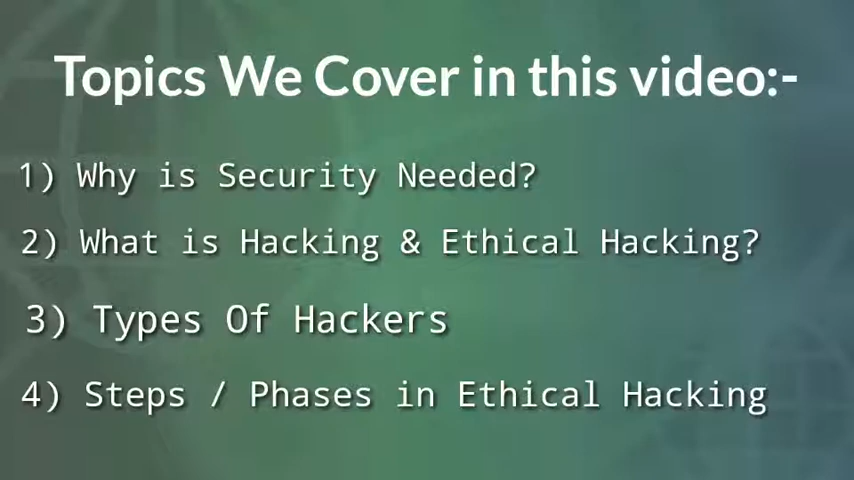 Topics We Cover in this video:-
1) Why is Security Needed?
2) What is Hacking & Ethical Hacking?
3) Types Of Hackers
4) Steps / Phases in Ethical Hacking